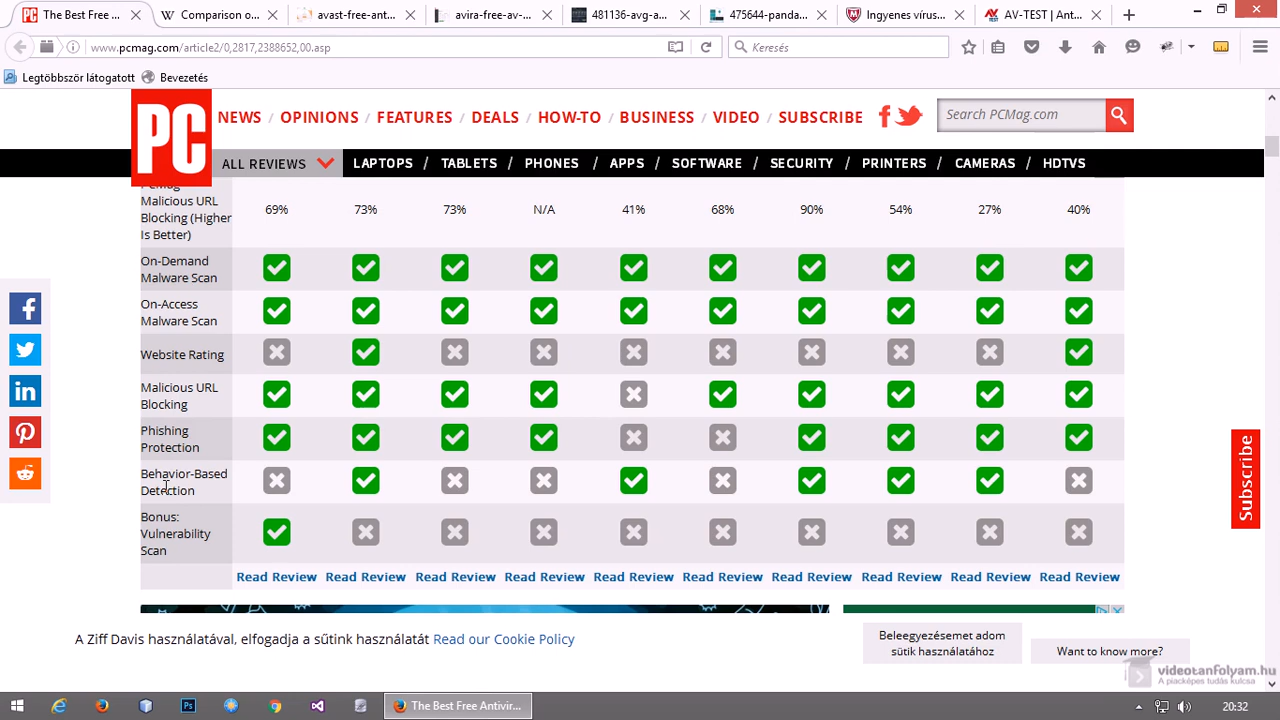 The Best Free ...
Comparison o...
avast-free-ant...
avira-free-av-...
481136-avg-a...
475644-panda...
Ingyenes vírus...
AV-TEST | Ant...
www.pcmag.com/article2/0,2817,2388652,00.asp
Keresés
Legtöbbször látogatott
Bevezetés
PC
NEWS
OPINIONS
FEATURES
DEALS
HOW-TO
BUSINESS
VIDEO
SUBSCRIBE
Search PCMag.com
ALL REVIEWS
LAPTOPS / TABLETS / PHONES / APPS / SOFTWARE / SECURITY / PRINTERS / CAMERAS / HDTVS
PCMag
Malicious URL
Blocking (Higher
Is Better)
69% 73% 73% N/A 41% 68% 90% 54% 27% 40%
On-Demand
Malware Scan
On-Access
Malware Scan
Website Rating
Malicious URL
Blocking
Phishing
Protection
Behavior-Based
Detection
Bonus:
Vulnerability
Scan
Read Review Read Review Read Review Read Review Read Review Read Review Read Review Read Review Read Review Read Review
Subscribe
A Ziff Davis használatával, elfogadja a sűtink használatát Read our Cookie Policy
Beleegyezésemet adom
sütik használatához
Want to know more?
videotanfolyam.hu
A piacképes tudás kulcsa
The Best Free Antivir...
20:32